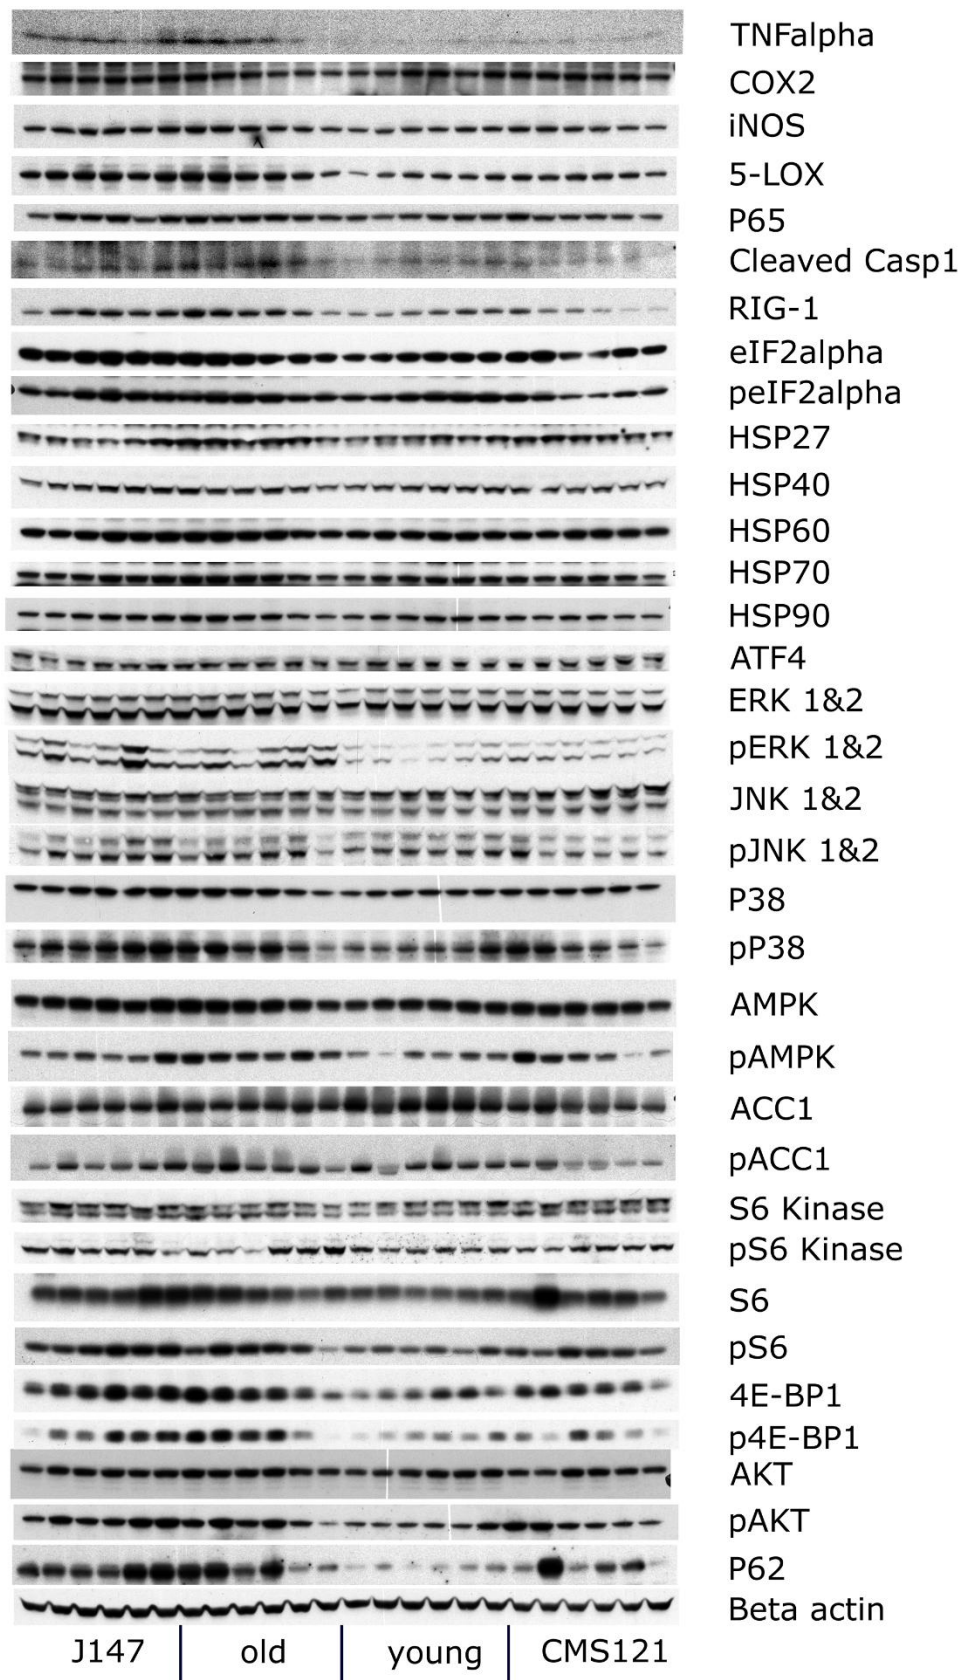 TNFalpha
COX2
iNOS
5-LOX
P65
Cleaved Casp1
RIG-1
eIF2alpha
peIF2alpha
HSP27
HSP40
HSP60
HSP70
HSP90
ATF4
ERK 1&2
pERK 1&2
JNK 1&2
pJNK 1&2
P38
pP38
AMPK
pAMPK
ACC1
pACC1
S6 Kinase
pS6 Kinase
S6
pS6
4E-BP1
p4E-BP1
AKT
pAKT
P62
Beta actin
J147 old young CMS121